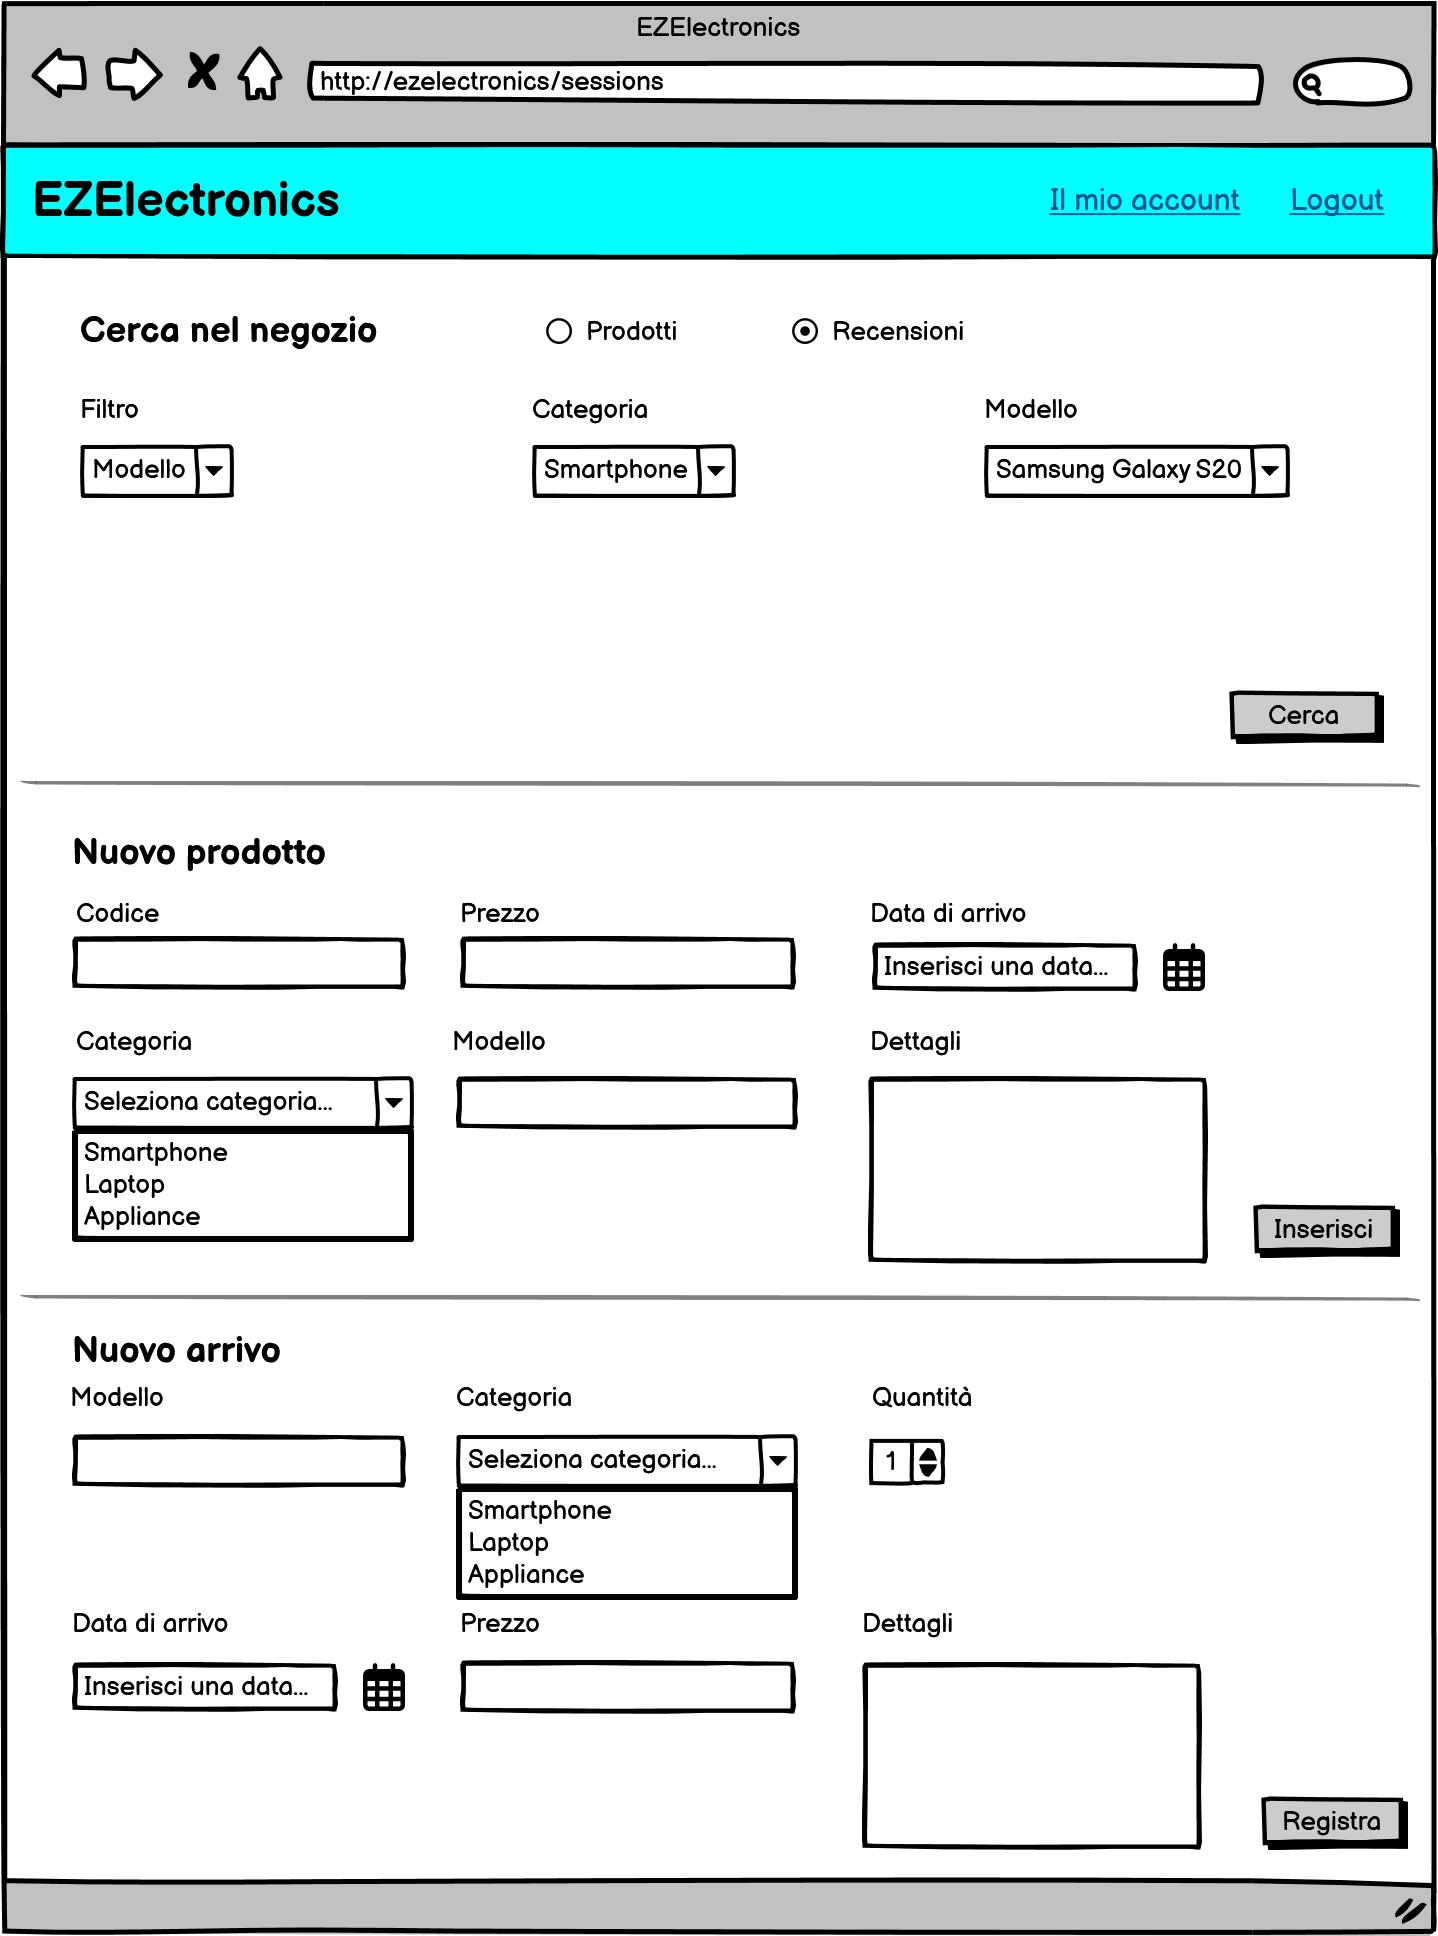 EZElectronics
http://ezelectronics/sessions
EZElectronics
Il mio account Logout
Cerca nel negozio
Prodotti
Recensioni
Filtro Categoria Modello
Modello Smartphone Samsung Galaxy S20
Cerca
Nuovo prodotto
Codice Prezzo Data di arrivo
Inserisci una data...
Categoria Modello Dettagli
Seleziona categoria...
Smartphone
Laptop
Appliance
Inserisci
Nuovo arrivo
Modello Categoria Quantità
Seleziona categoria... 1
Smartphone
Laptop
Appliance
Data di arrivo Prezzo Dettagli
Inserisci una data...
Registra